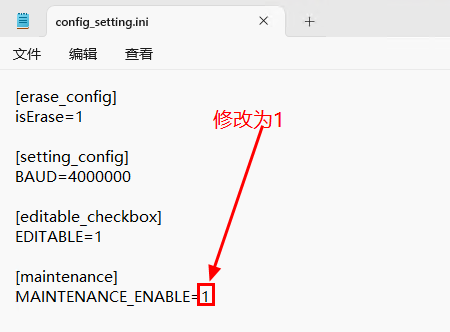 config_setting.ini
文件 编辑 查看
[erase_config]
isErase=1
修改为1
[setting_config]
BAUD=4000000
[editable_checkbox]
EDITABLE=1
[maintenance]
MAINTENANCE_ENABLE=1